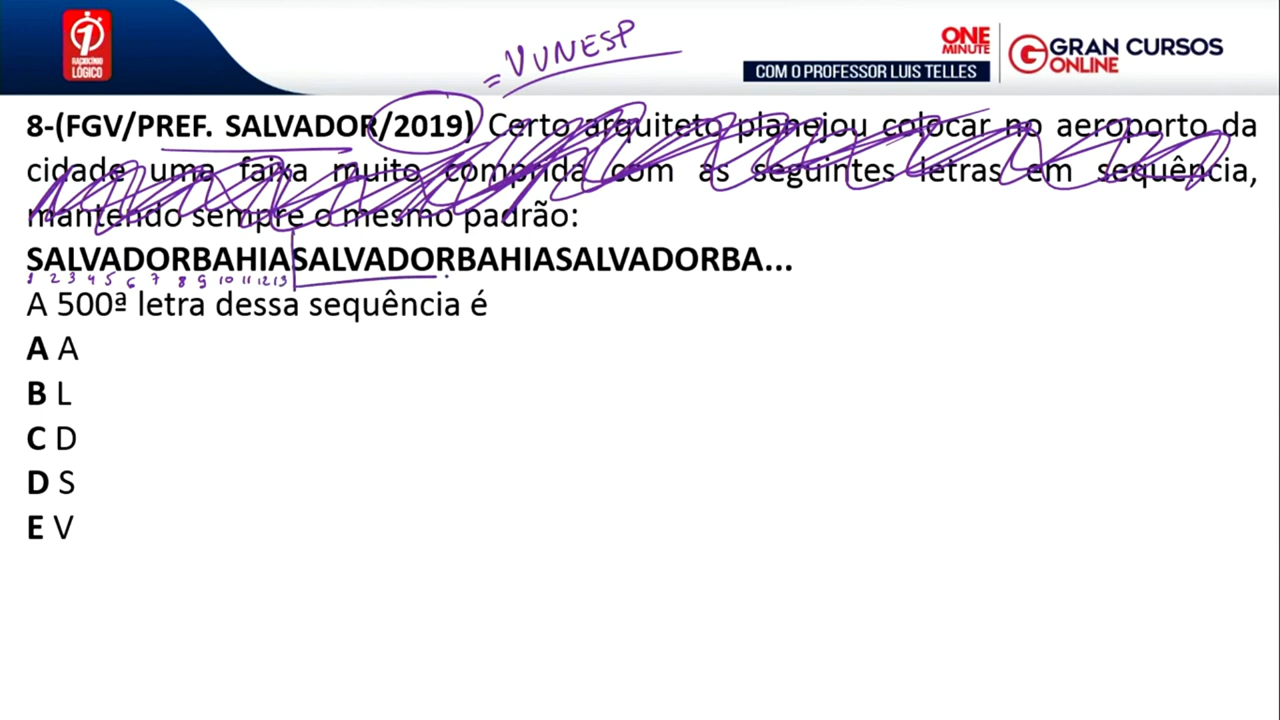 1
RACIOCÍNIO
LÓGICO
= VUNESP
ONE
MINUTE
COM O PROFESSOR LUIS TELLES
G GRAN CURSOS
ONLINE
8-(FGV/PREF. SALVADOR/2019) Certo arquiteto planejou colocar no aeroporto da
cidade uma faixa muito comprida com as seguintes letras em sequência,
mantendo sempre o mesmo padrão:
SALVADORBAHIASALVADORBAHIASALVADORBA...
1 2 3 4 5 6 7 8 9 10 11 12 13
A 500ª letra dessa sequência é
A A
B L
C D
D S
E V